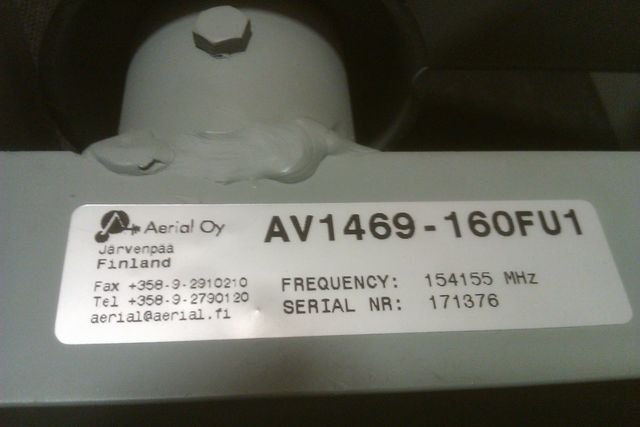 Aerial Oy
AV1469-160FU1
Järvenpää
Finland
Fax +358-9-2910210
Tel +358-9-2790120
aerial@aerial.fi
FREQUENCY: 154155 MHz
SERIAL NR: 171376